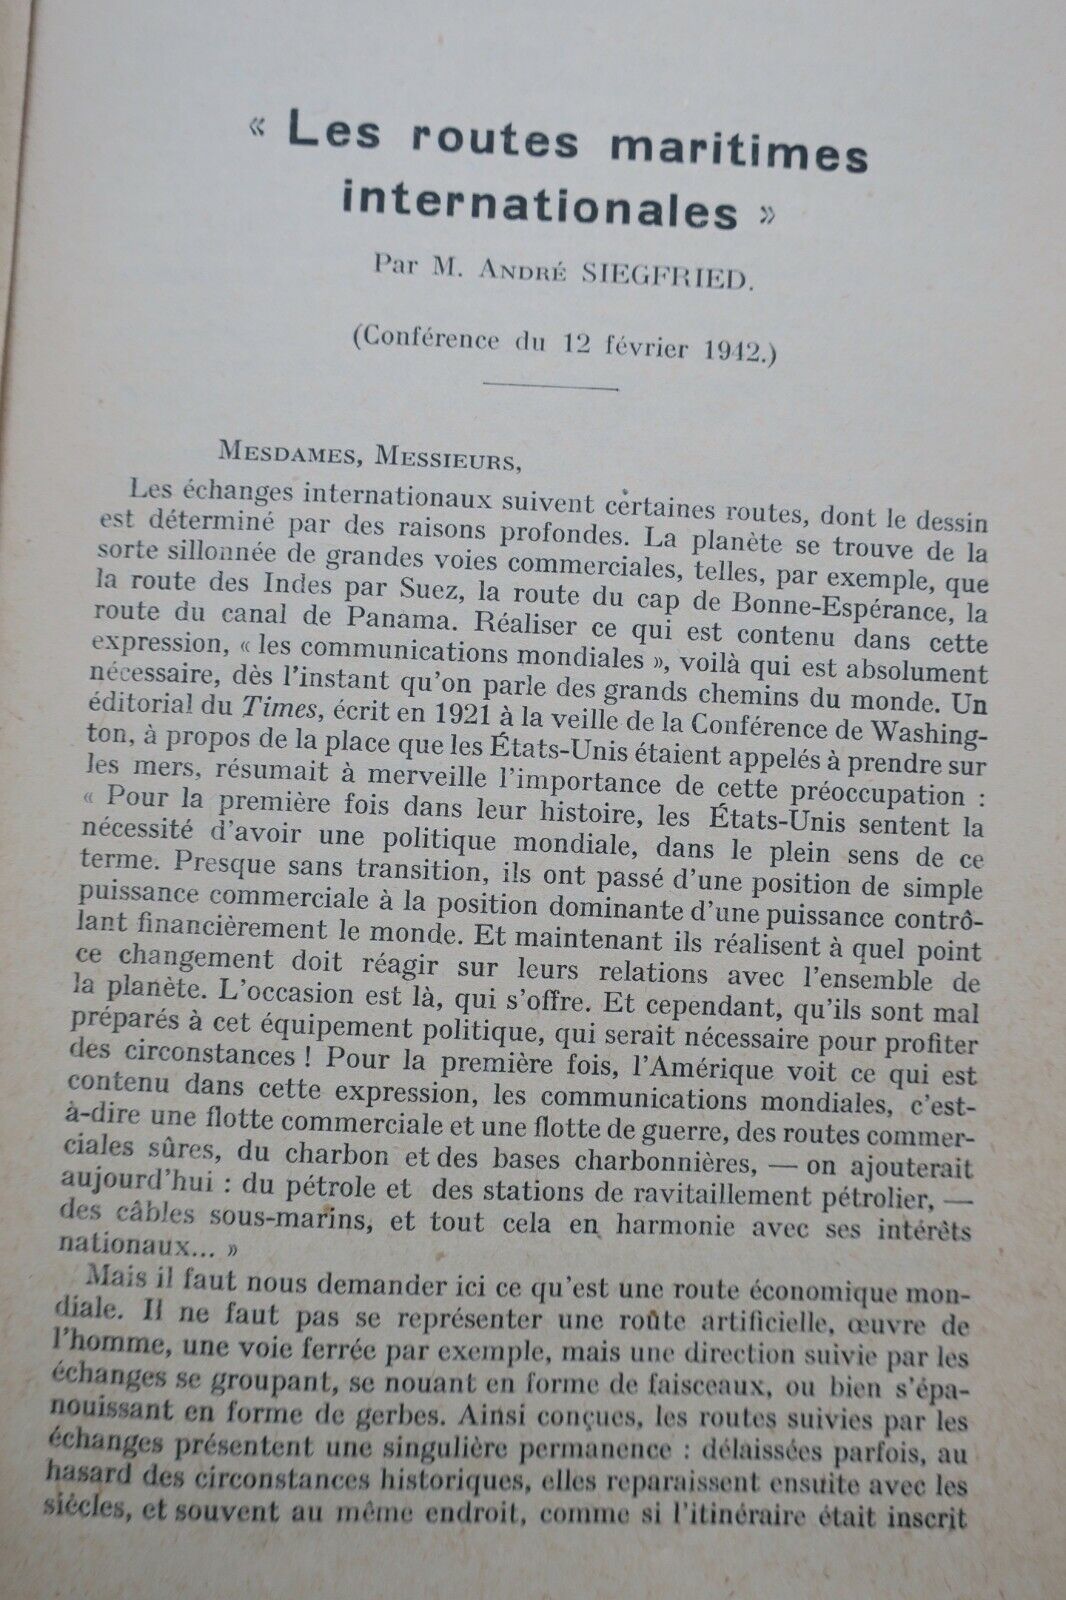 « Les routes maritimes
internationales »
Par M. ANDRÉ SIEGFRIED.
(Conférence du 12 février 1942.)
MESDAMES, MESSIEURS,
Les échanges internationaux suivent certaines routes, dont le dessin
est déterminé par des raisons profondes. La planète se trouve de la
sorte sillonnée de grandes voies commerciales, telles, par exemple, que
la route des Indes par Suez, la route du cap de Bonne-Espérance, la
route du canal de Panama. Réaliser ce qui est contenu dans cette
expression, « les communications mondiales », voilà qui est absolument
nécessaire, dès l'instant qu'on parle des grands chemins du monde. Un
éditorial du Times, écrit en 1921 à la veille de la Conférence de Washing-
ton, à propos de la place que les États-Unis étaient appelés à prendre sur
les mers, résumait à merveille l'importance de cette préoccupation :
« Pour la première fois dans leur histoire, les États-Unis sentent la
nécessité d'avoir une politique mondiale, dans le plein sens de ce
terme. Presque sans transition, ils ont passé d'une position de simple
puissance commerciale à la position dominante d'une puissance contrô-
lant financièrement le monde. Et maintenant ils réalisent à quel point
ce changement doit réagir sur leurs relations avec l'ensemble de
la planète. L'occasion est là, qui s'offre. Et cependant, qu'ils sont mal
préparés à cet équipement politique, qui serait nécessaire pour profiter
des circonstances ! Pour la première fois, l'Amérique voit ce qui est
contenu dans cette expression, les communications mondiales, c'est-
à-dire une flotte commerciale et une flotte de guerre, des routes commer-
ciales sûres, du charbon et des bases charbonnières, — on ajouterait
aujourd'hui : du pétrole et des stations de ravitaillement pétrolier, —
des câbles sous-marins, et tout cela en harmonie avec ses intérêts
nationaux... »
Mais il faut nous demander ici ce qu'est une route économique mon-
diale. Il ne faut pas se représenter une route artificielle, œuvre de
l'homme, une voie ferrée par exemple, mais une direction suivie par les
échanges se groupant, se nouant en forme de faisceaux, ou bien s'épa-
nouissant en forme de gerbes. Ainsi conçues, les routes suivies par les
échanges présentent une singulière permanence : délaissées parfois, au
hasard des circonstances historiques, elles reparaissent ensuite avec les
siècles, et souvent au même endroit, comme si l'itinéraire était inscrit